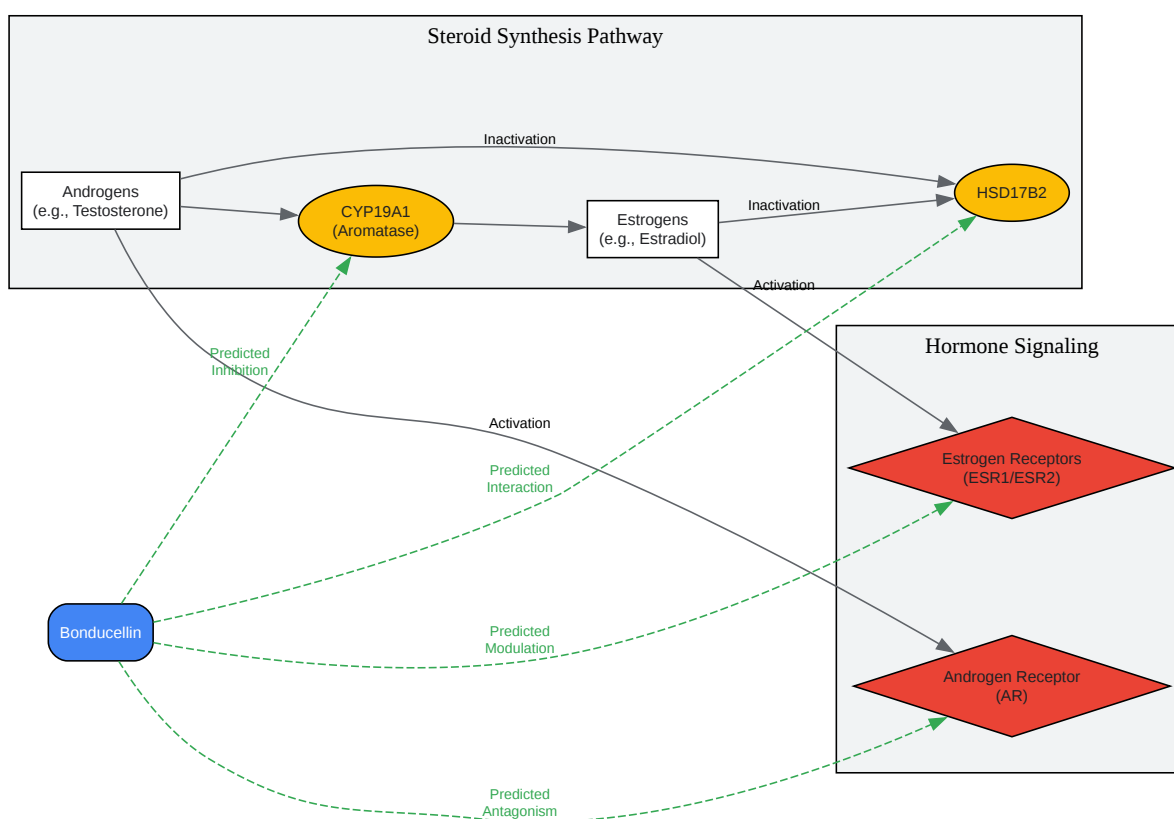 Steroid Synthesis Pathway
Inactivation
Androgens
(e.g., Testosterone)
CYP19A1
(Aromatase)
Estrogens
(e.g., Estradiol)
Inactivation
HSD17B2
Activation
Predicted
Inhibition
Hormone Signaling
Activation
Predicted
Interaction
Estrogen Receptors
(ESR1/ESR2)
Bonducellin
Predicted
Modulation
Androgen Receptor
(AR)
Predicted
Antagonism